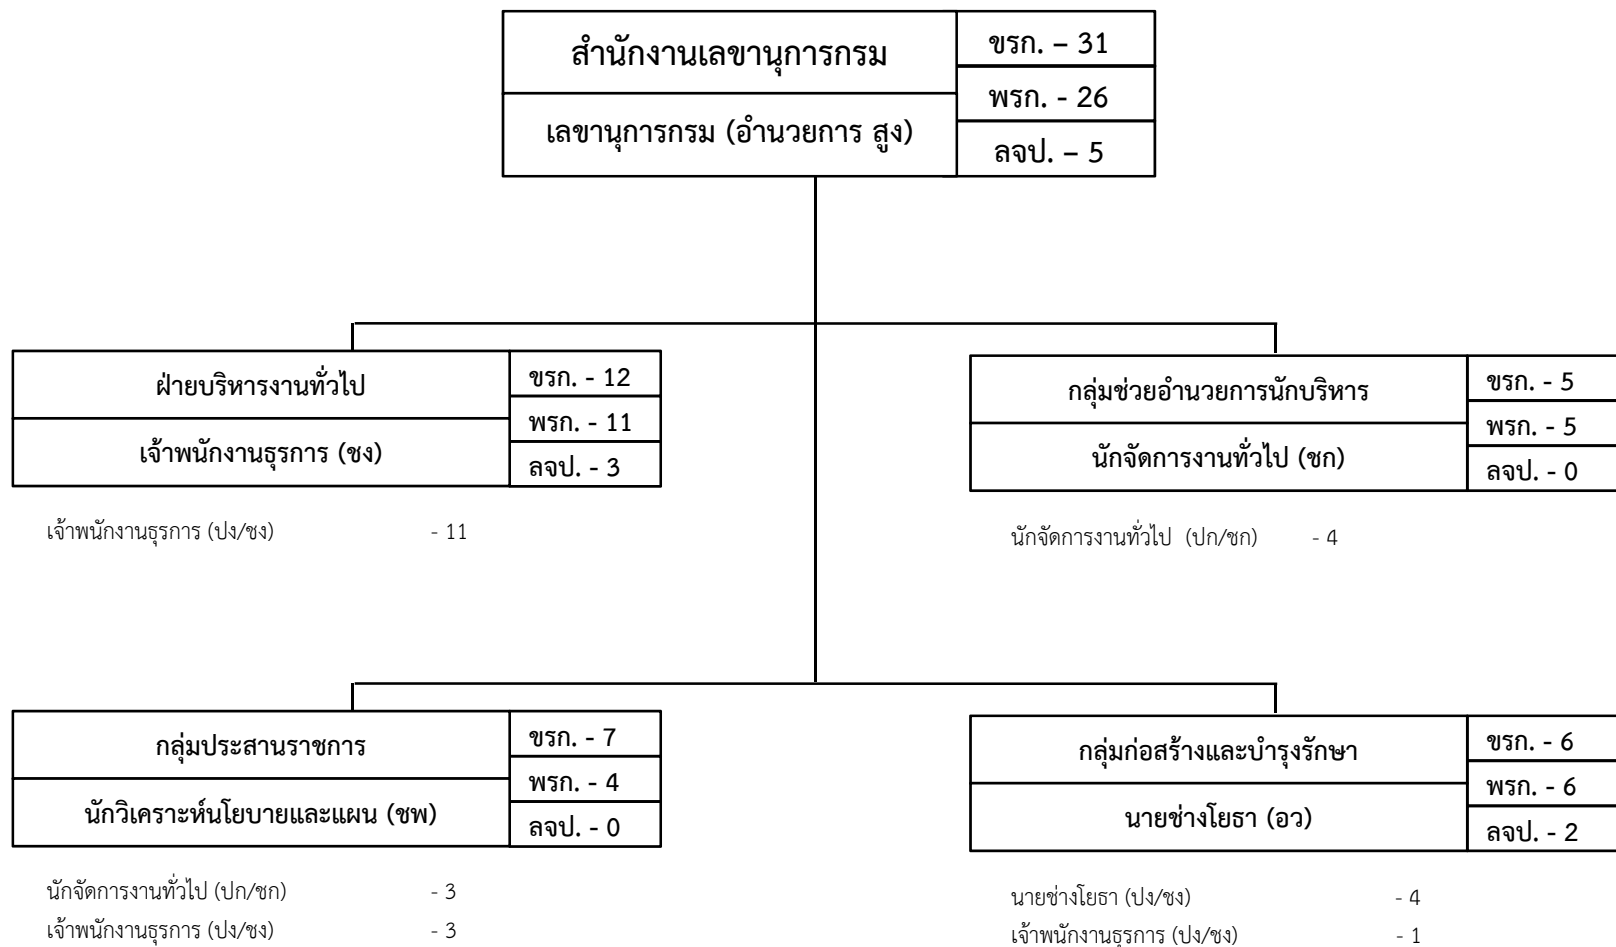 สำนักงานเลขานุการกรม
เลขานุการกรม (อำนวยการ สูง)
ขรก. – 31
พรก. - 26
ลจป. – 5
ฝ่ายบริหารงานทั่วไป
เจ้าพนักงานธุรการ (ชง)
ขรก. - 12
พรก. - 11
ลจป. - 3
เจ้าพนักงานธุรการ (ปง/ชง) - 11
กลุ่มช่วยอำนวยการนักบริหาร
นักจัดการงานทั่วไป (ชก)
ขรก. - 5
พรก. - 5
ลจป. - 0
นักจัดการงานทั่วไป (ปก/ชก) - 4
กลุ่มประสานราชการ
นักวิเคราะห์นโยบายและแผน (ชพ)
ขรก. - 7
พรก. - 4
ลจป. - 0
นักจัดการงานทั่วไป (ปก/ชก) - 3
เจ้าพนักงานธุรการ (ปง/ชง) - 3
กลุ่มก่อสร้างและบำรุงรักษา
นายช่างโยธา (อว)
ขรก. - 6
พรก. - 6
ลจป. - 2
นายช่างโยธา (ปง/ชง) - 4
เจ้าพนักงานธุรการ (ปง/ชง) - 1